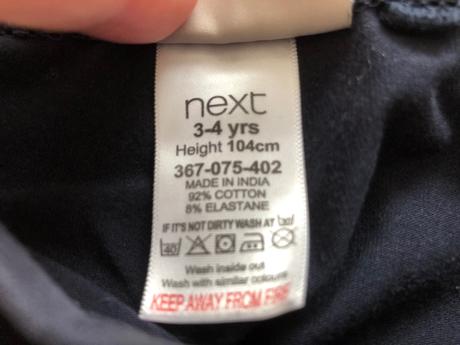 next
3-4 yrs
Height 104cm
367-075-402
MADE IN INDIA
92% COTTON
8% ELASTANE
IF IT'S NOT DIRTY WASH AT 30
40
Wash inside out
Wash with similar colours
KEEP AWAY FROM FIRE